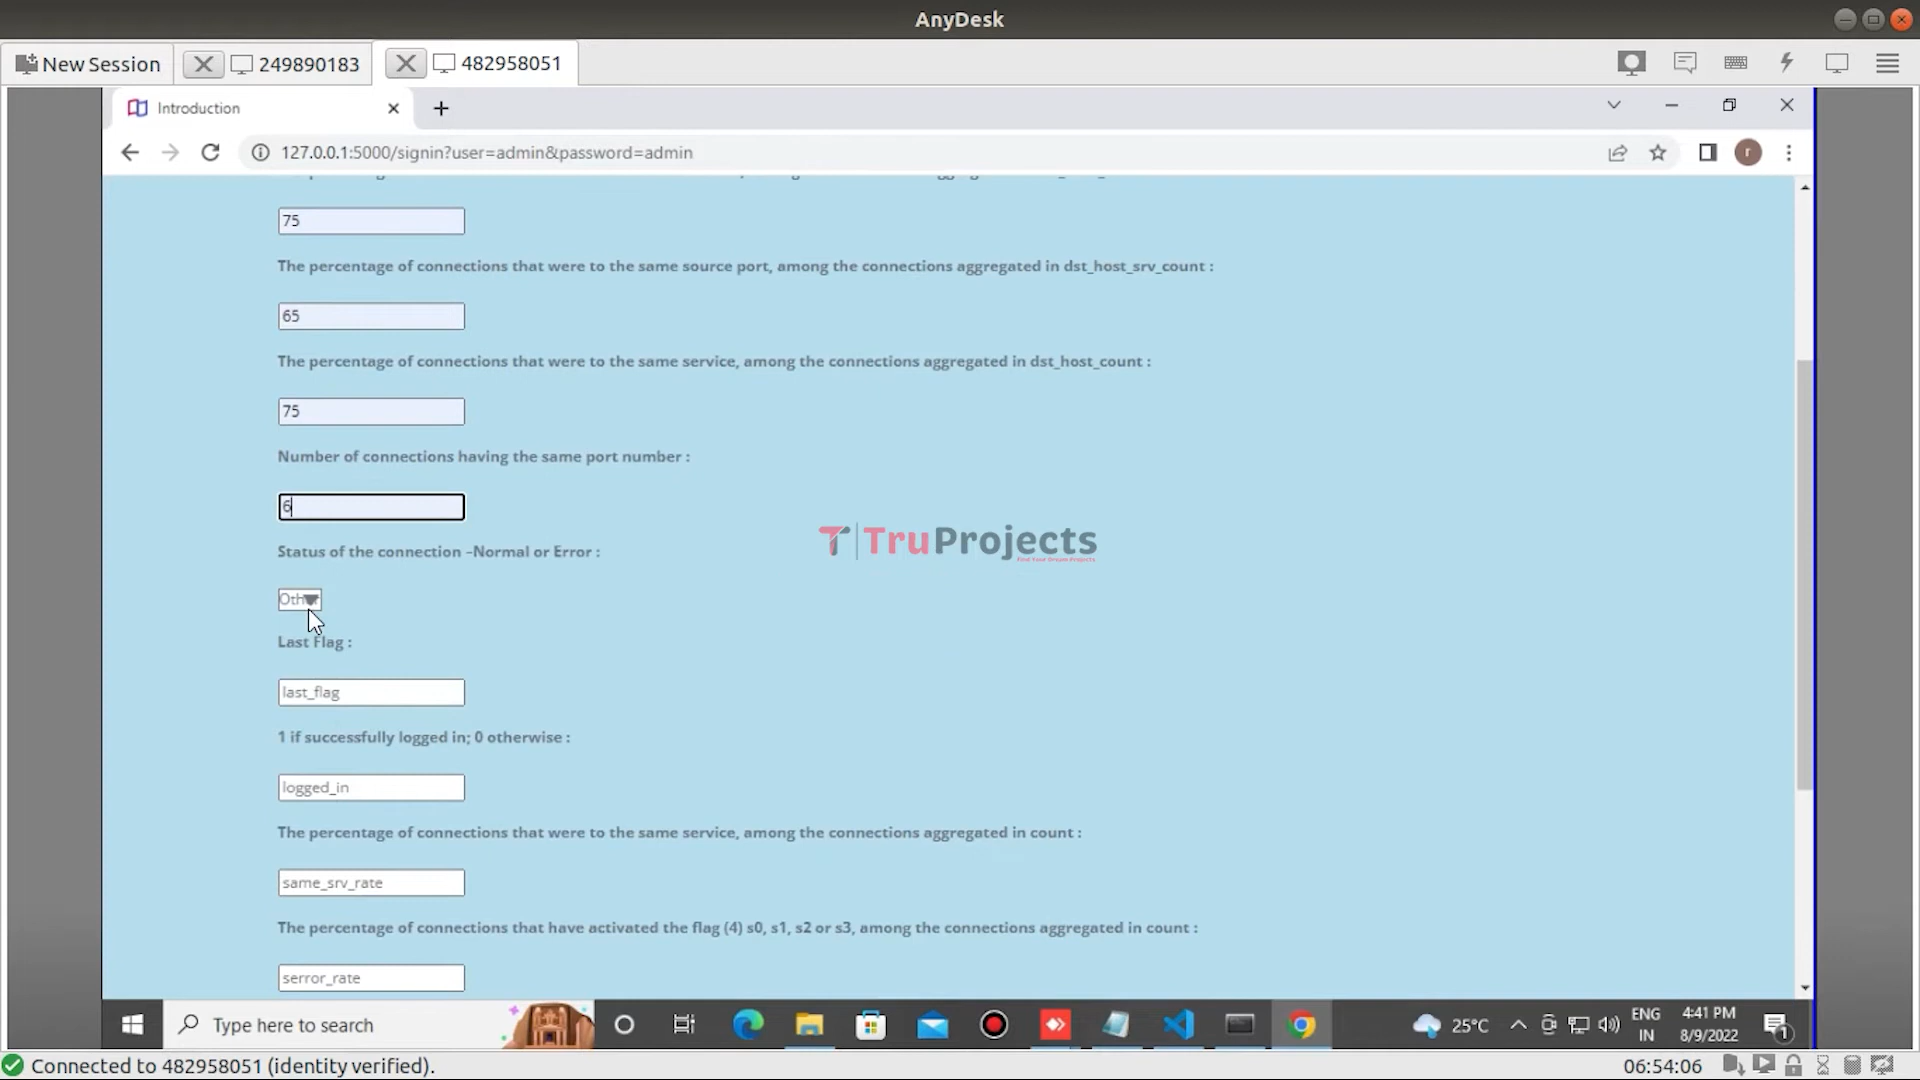 AnyDesk
New Session
249890183
482958051
Introduction
127.0.0.1:5000/signin?user=admin&password=admin
r
75
The percentage of connections that were to the same source port, among the connections aggregated in dst_host_srv_count :
65
The percentage of connections that were to the same service, among the connections aggregated in dst_host_count :
75
Number of connections having the same port number :
6
TruProjects
Find Your Dream Projects
Status of the connection –Normal or Error :
Other
Last Flag :
last_flag
1 if successfully logged in; 0 otherwise :
logged_in
The percentage of connections that were to the same service, among the connections aggregated in count :
same_srv_rate
The percentage of connections that have activated the flag (4) s0, s1, s2 or s3, among the connections aggregated in count :
serror_rate
Type here to search
25°C
ENG
IN
4:41 PM
8/9/2022
1
Connected to 482958051 (identity verified).
06:54:06